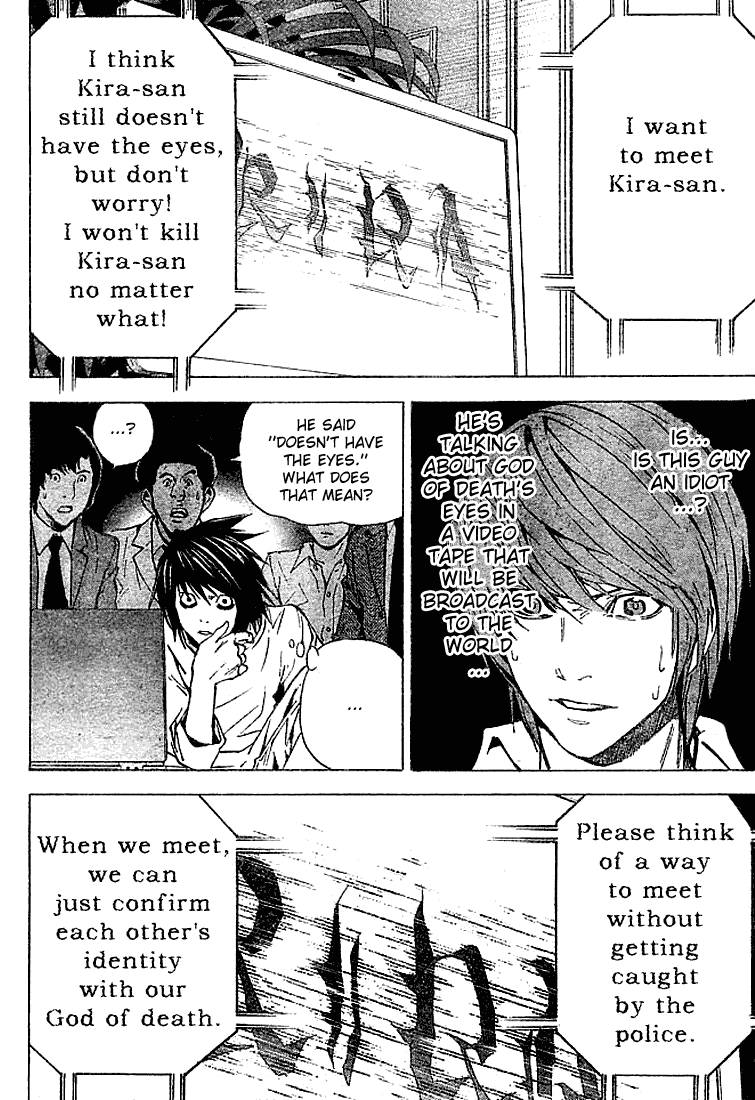 I want
to meet
Kira-san.
I think
Kira-san
still doesn't
have the eyes,
but don't
worry!
I won't kill
Kira-san
no matter
what!
KIRA
IS...
IS THIS GUY
AN IDIOT
...?
HE'S
TALKING
ABOUT GOD
OF DEATH'S
EYES IN
A VIDEO
TAPE THAT
WILL BE
BROADCAST
TO THE
WORLD
...
HE SAID
"DOESN'T HAVE
THE EYES."
WHAT DOES
THAT MEAN?
...?
...
Please think
of a way
to meet
without
getting
caught
by the
police.
When we meet,
we can
just confirm
each other's
identity
with our
God of death.
KIRA